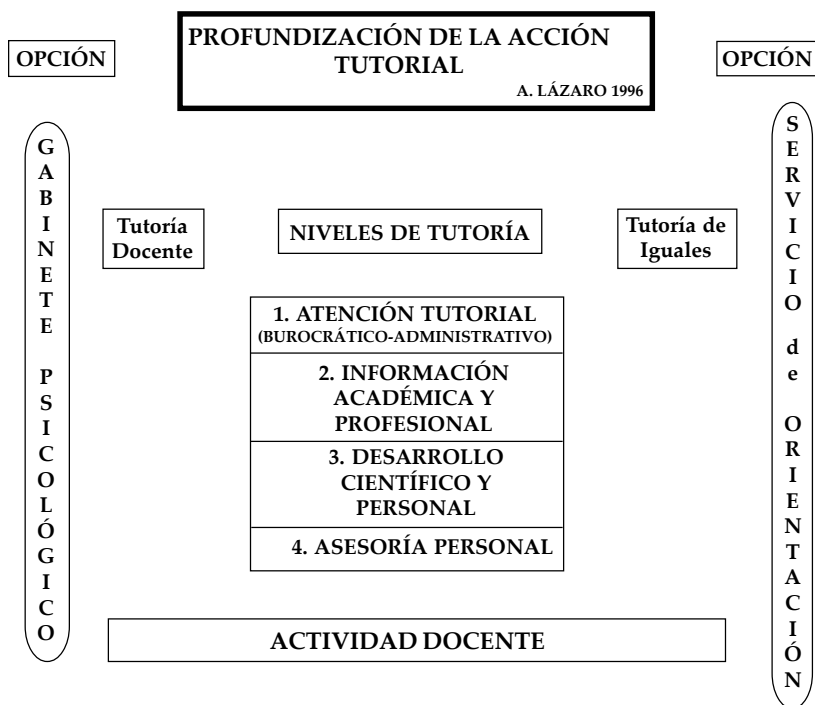 PROFUNDIZACIÓN DE LA ACCIÓN
TUTORIAL
A. LÁZARO 1996
OPCIÓN
OPCIÓN
GABINETE PSICOLÓGICO
SERVICIO de ORIENTACIÓN
Tutoría
Docente
NIVELES DE TUTORÍA
Tutoría de
Iguales
1. ATENCIÓN TUTORIAL
(BUROCRÁTICO-ADMINISTRATIVO)
2. INFORMACIÓN
ACADÉMICA Y
PROFESIONAL
3. DESARROLLO
CIENTÍFICO Y
PERSONAL
4. ASESORÍA PERSONAL
ACTIVIDAD DOCENTE